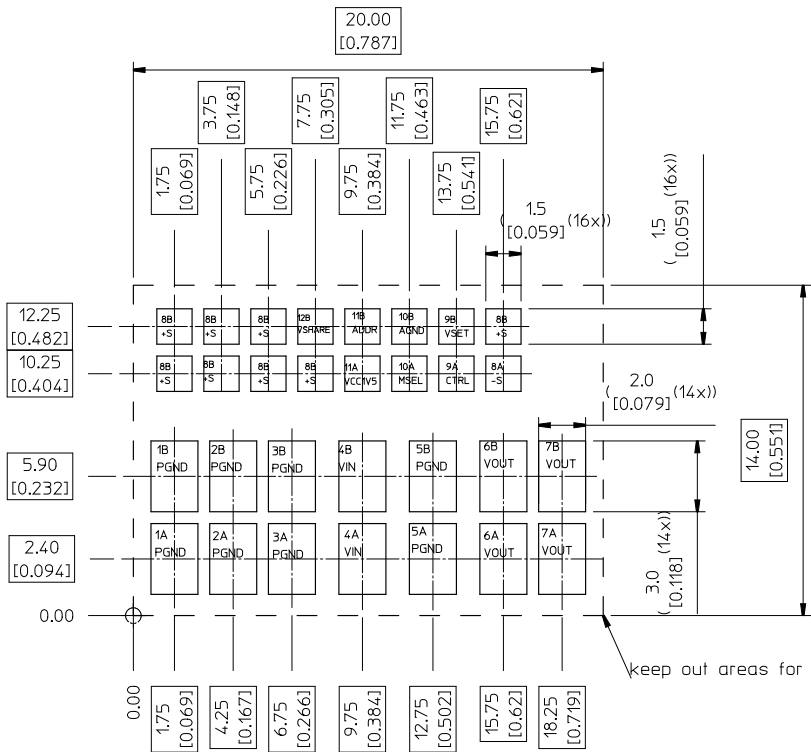 20.00
[0.787]
3.75
[0.148]
7.75
[0.305]
11.75
[0.463]
15.75
[0.62]
1.75
[0.069]
5.75
[0.226]
9.75
[0.384]
13.75
[0.541]
( 1.5 [0.059] (16x))
( 1.5 [0.059] (16x))
12.25
[0.482]
8B +S
8B +S
8B +S
12B VSHARE
11B ADDR
10B AGND
9B VSET
8B +S
10.25
[0.404]
8B +S
8B +S
8B +S
8B +S
11A VCC1V5
10A MSEL
9A CTRL
8A -S
( 2.0 [0.079] (14x))
14.00
[0.551]
5.90
[0.232]
1B PGND
2B PGND
3B PGND
4B VIN
5B PGND
6B VOUT
7B VOUT
2.40
[0.094]
1A PGND
2A PGND
3A PGND
4A VIN
5A PGND
6A VOUT
7A VOUT
( 3.0 [0.118] (14x))
0.00
keep out areas for
0.00
1.75
[0.069]
4.25
[0.167]
6.75
[0.266]
9.75
[0.384]
12.75
[0.502]
15.75
[0.62]
18.25
[0.719]